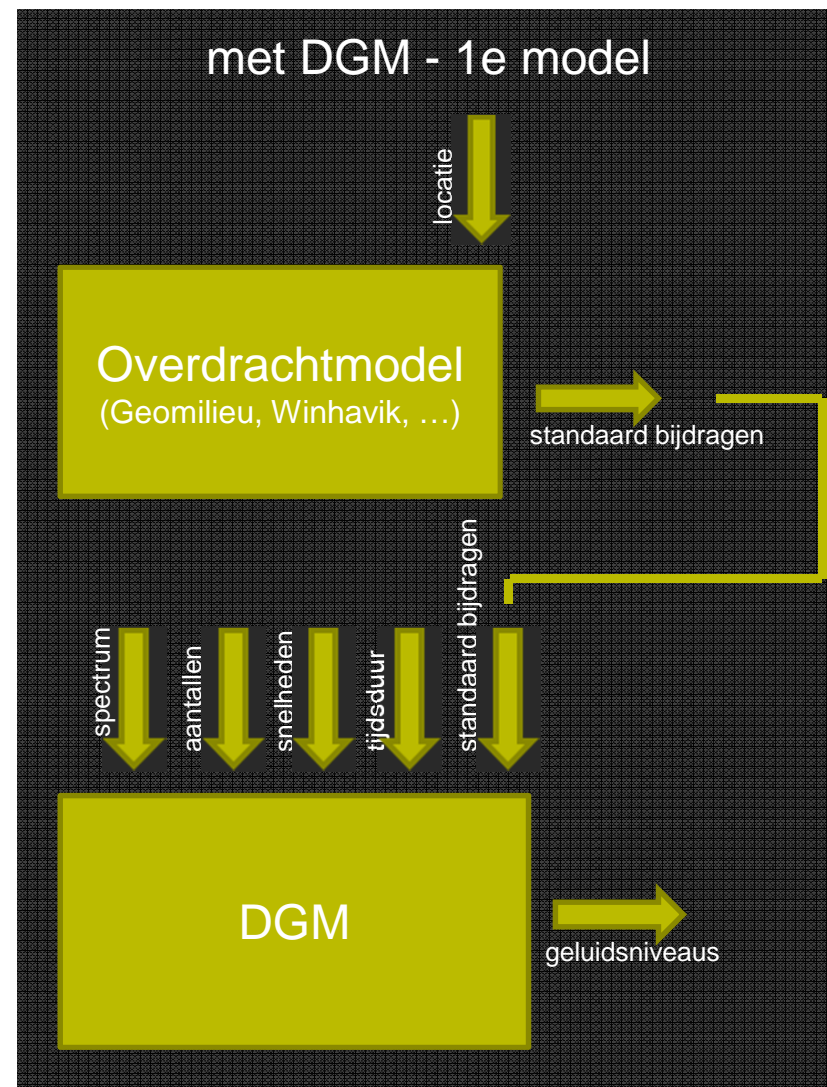 met DGM - 1e model
locatie
Overdrachtmodel
(Geomilieu, Winhavik, …)
standaard bijdragen
spectrum
aantallen
snelheden
tijdsduur
standaard bijdragen
DGM
geluidsniveaus